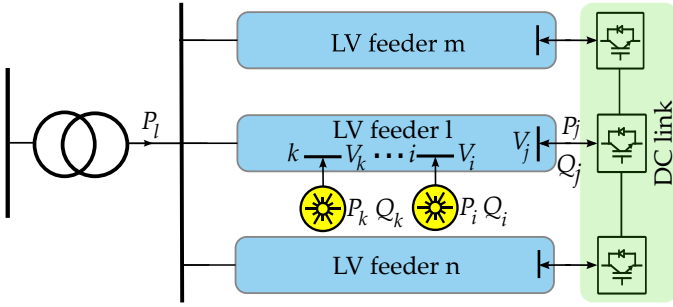 LV feeder m
P_l
LV feeder l
k V_k ··· i V_i
V_j
P_j
Q_j
P_k Q_k
P_i Q_i
LV feeder n
DC link